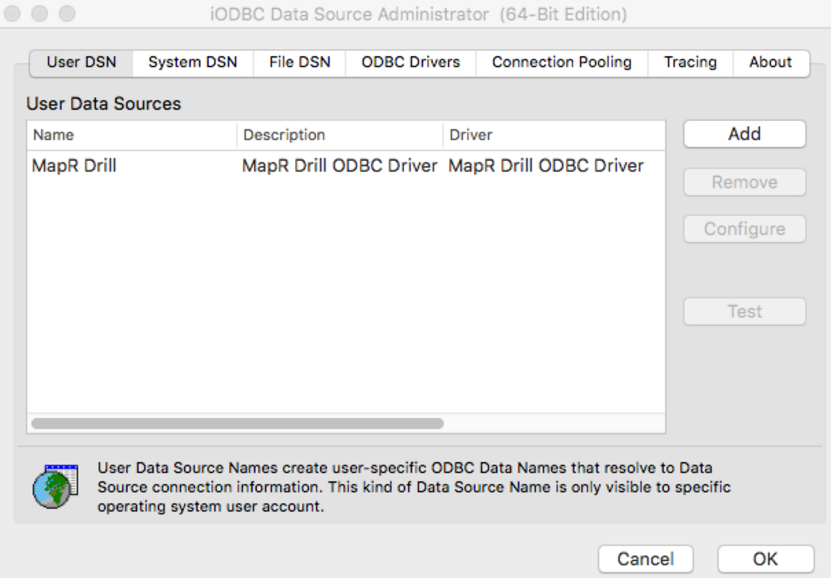 iODBC Data Source Administrator (64-Bit Edition)
User DSN System DSN File DSN ODBC Drivers Connection Pooling Tracing About
User Data Sources
Name Description Driver
MapR Drill MapR Drill ODBC Driver MapR Drill ODBC Driver
Add
Remove
Configure
Test
User Data Source Names create user-specific ODBC Data Names that resolve to Data
Source connection information. This kind of Data Source Name is only visible to specific
operating system user account.
Cancel OK